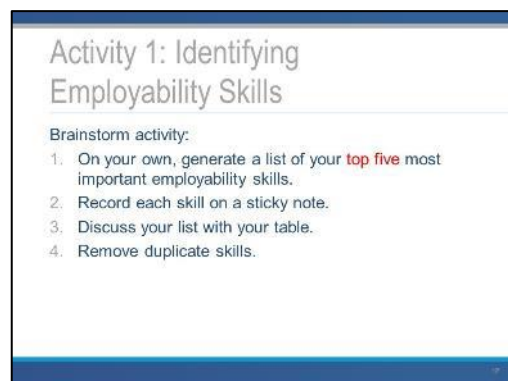 Activity 1: Identifying
Employability Skills
Brainstorm activity:
1. On your own, generate a list of your top five most
important employability skills.
2. Record each skill on a sticky note.
3. Discuss your list with your table.
4. Remove duplicate skills.